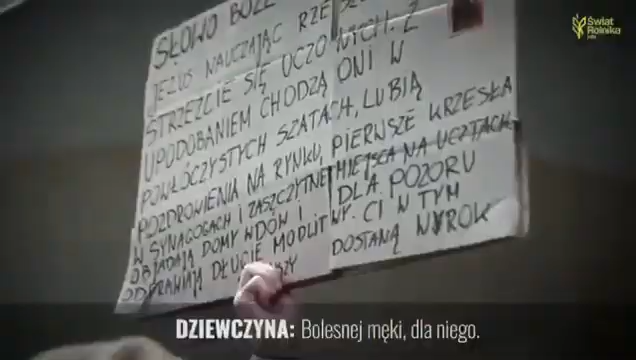 Świat
Rolnika
SŁOWO BOŻE
JEZUS NAUCZAJĄC RZE
STRZEŻCIE SIĘ UCZONYCH. Z
UPODOBANIEM CHODZĄ ONI W
POWŁÓCZYSTYCH SZATACH, LUBIĄ
POZDROWIENIA NA RYNKU, PIERWSZE KRZESŁA
W SYNAGOGACH I ZASZCZYTNE MIEJSCA NA UCZTACH
OBJADAJĄ DOMY WDÓW I DLA POZORU
ODPRAWIAJĄ DŁUGIE MODLITWY. CI W TYM
DOSTANĄ WYROK
DZIEWCZYNA: Bolesnej męki, dla niego.